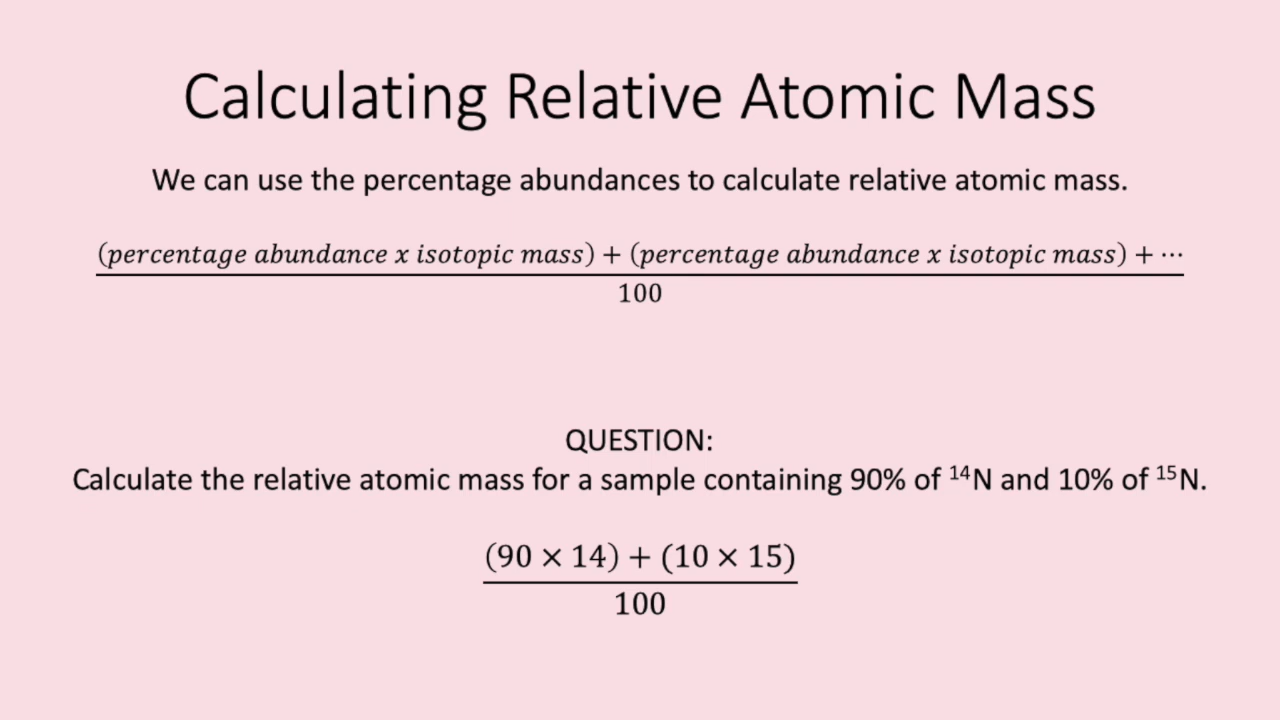 Calculating Relative Atomic Mass
We can use the percentage abundances to calculate relative atomic mass.
(percentage abundance x isotopic mass) + (percentage abundance x isotopic mass) + ⋯
100
QUESTION:
Calculate the relative atomic mass for a sample containing 90% of ¹⁴N and 10% of ¹⁵N.
(90 × 14) + (10 × 15)
100